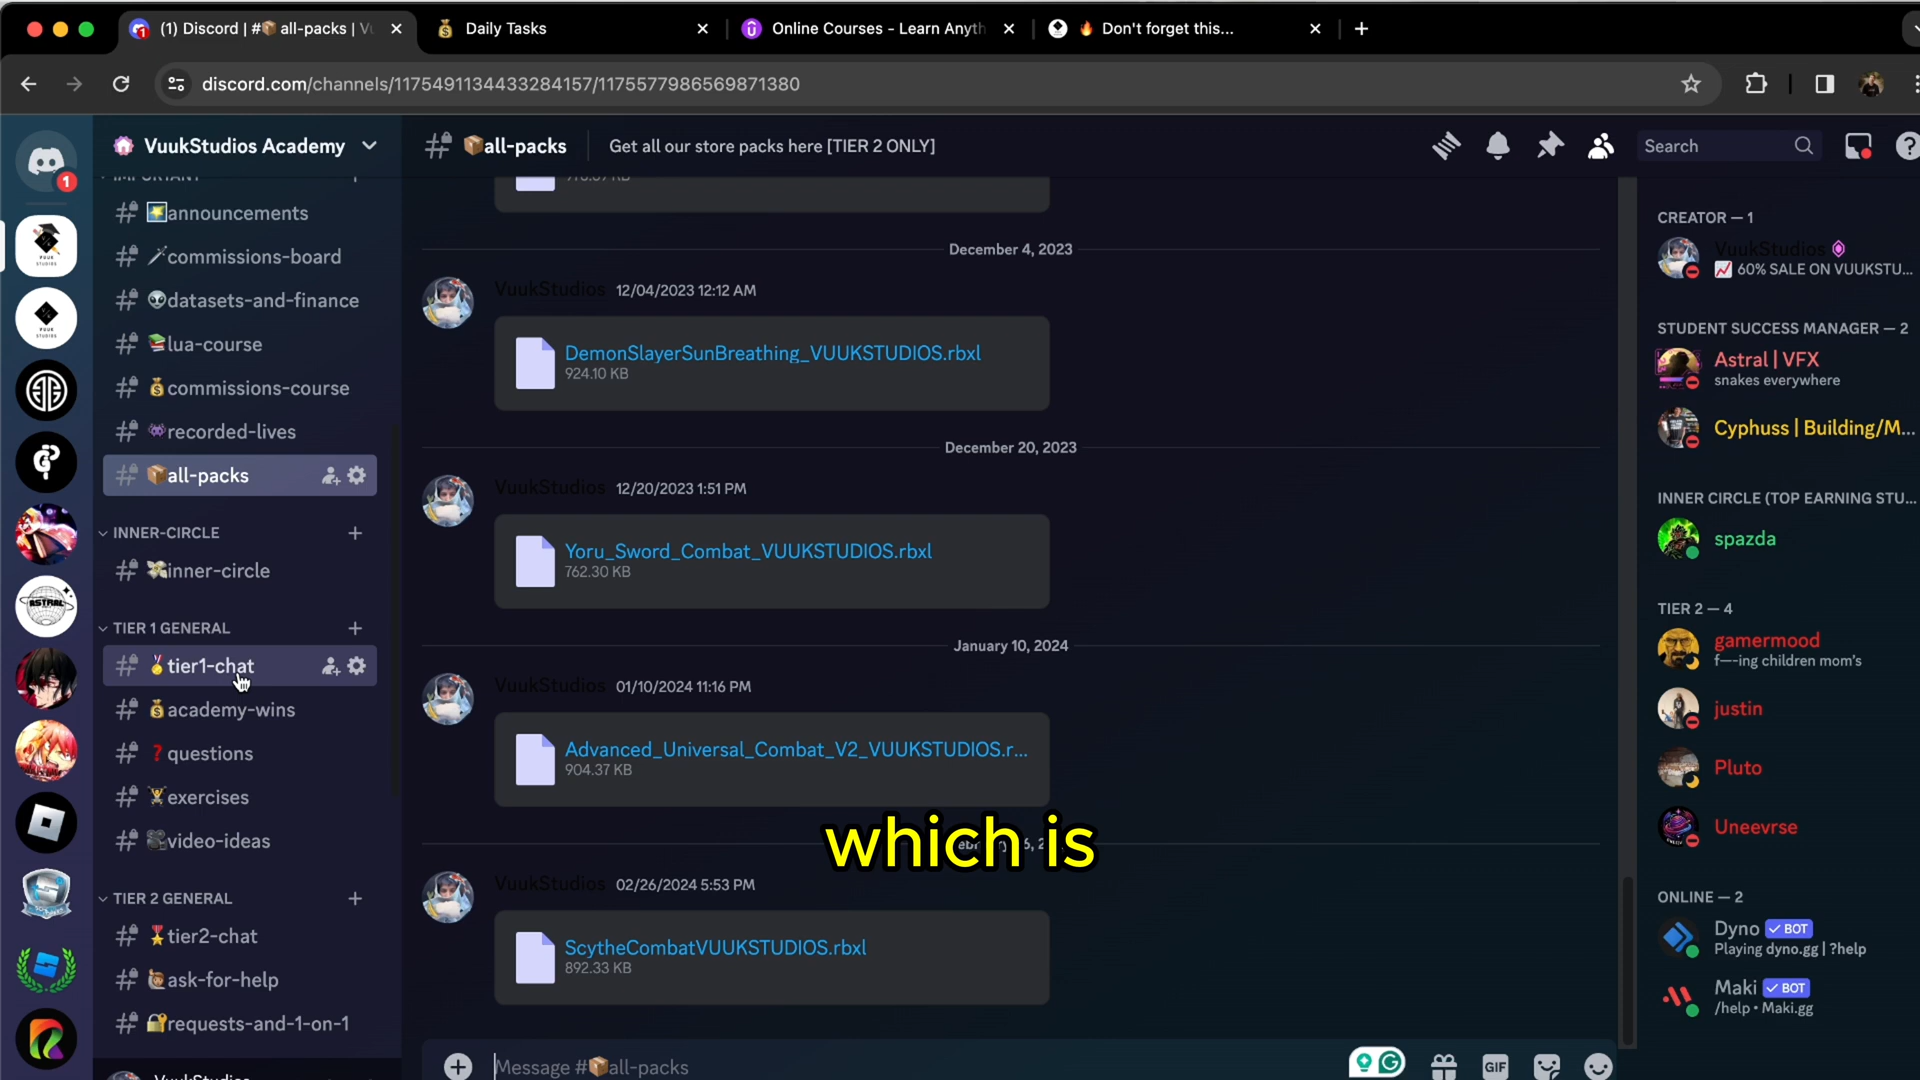 (1) Discord | #📦 all-packs | Vu
Daily Tasks
Online Courses - Learn Anyth
🔥 Don't forget this...
discord.com/channels/1175491134433284157/1175577986569871380
VuukStudios Academy
📦all-packs
Get all our store packs here [TIER 2 ONLY]
Search
1
IMPORTANT
announcements
commissions-board
datasets-and-finance
lua-course
commissions-course
recorded-lives
all-packs
INNER-CIRCLE
inner-circle
TIER 1 GENERAL
tier1-chat
academy-wins
questions
exercises
video-ideas
TIER 2 GENERAL
tier2-chat
ask-for-help
requests-and-1-on-1
December 4, 2023
VuukStudios 12/04/2023 12:12 AM
DemonSlayerSunBreathing_VUUKSTUDIOS.rbxl
924.10 KB
December 20, 2023
VuukStudios 12/20/2023 1:51 PM
Yoru_Sword_Combat_VUUKSTUDIOS.rbxl
762.30 KB
January 10, 2024
VuukStudios 01/10/2024 11:16 PM
Advanced_Universal_Combat_V2_VUUKSTUDIOS.r...
904.37 KB
which is
VuukStudios 02/26/2024 5:53 PM
ScytheCombatVUUKSTUDIOS.rbxl
892.33 KB
Message #📦all-packs
GIF
CREATOR — 1
VuukStudios
📈 60% SALE ON VUUKSTU...
STUDENT SUCCESS MANAGER — 2
Astral | VFX
snakes everywhere
Cyphuss | Building/M...
INNER CIRCLE (TOP EARNING STU...
spazda
TIER 2 — 4
gamermood
f---ing children mom's
justin
Pluto
Uneevrse
ONLINE — 2
Dyno ✓ BOT
Playing dyno.gg | ?help
Maki ✓ BOT
/help • Maki.gg